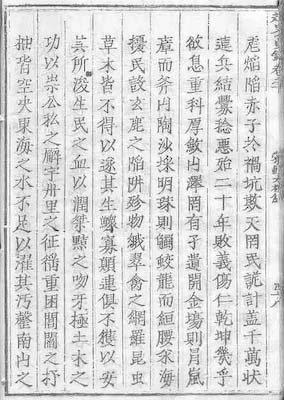 虐焰陷赤子於禍坑欺天罔民詭計盖千萬狀
連兵結釁稔惡殆二十年敗義傷仁乾坤幾乎
欲息重科厚斂山澤罔有孑遺開金場則冒嵐
瘴而斧山淘沙採明珠則觸蛟龍而緪腰汆海
擾民設玄鹿之陷阱殄物織翠禽之網羅昆虫
草木皆不得以遂其生鰥寡顛連俱不獲以安
其所浚生民之血以潤桀黠之吻牙極土木之
功以崇公私之廨宇州里之征徭重困閭閻之杼
柚皆空決東海之水不足以濯其污罄南山之